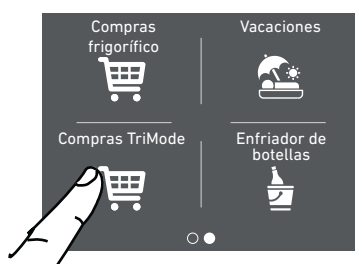 Compras
frigorífico
Vacaciones
Compras TriMode
Enfriador de
botellas